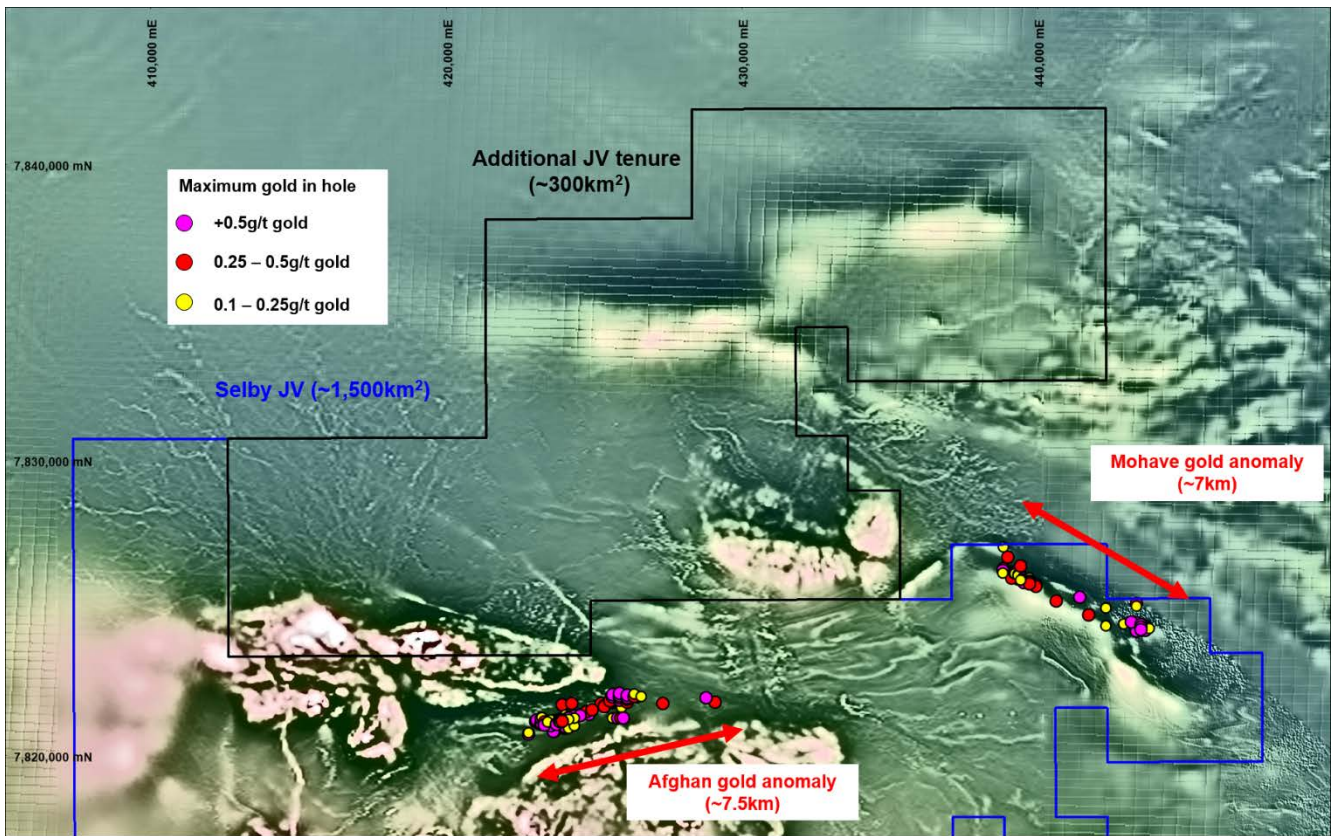 410,000 mE
420,000 mE
430,000 mE
440,000 mE
7,840,000 mN
Additional JV tenure
(~300km²)
Maximum gold in hole
+0.5g/t gold
0.25 – 0.5g/t gold
0.1 – 0.25g/t gold
Selby JV (~1,500km²)
7,830,000 mN
Mohave gold anomaly
(~7km)
7,820,000 mN
Afghan gold anomaly
(~7.5km)